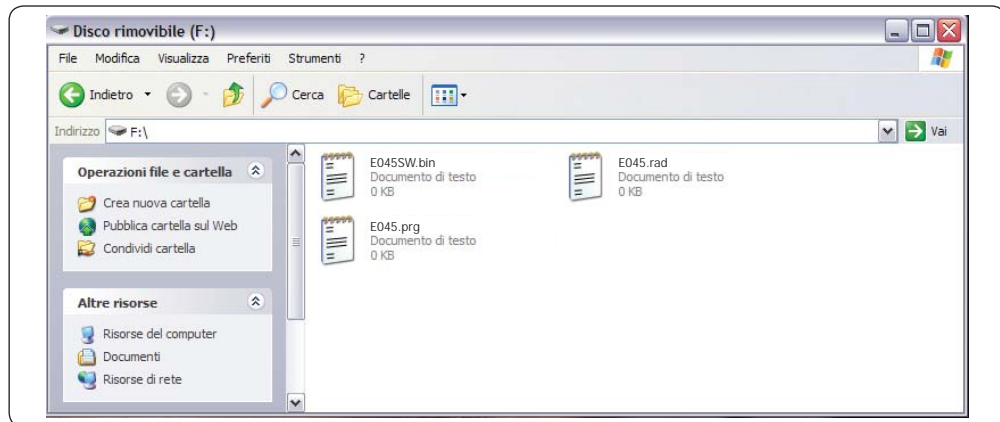 Disco rimovibile (F:)
File Modifica Visualizza Preferiti Strumenti ?
Indietro Cerca Cartelle
Indirizzo F:\ Vai
Operazioni file e cartella
Crea nuova cartella
Pubblica cartella sul Web
Condividi cartella
Altre risorse
Risorse del computer
Documenti
Risorse di rete
E045SW.bin
Documento di testo
0 KB
E045.rad
Documento di testo
0 KB
E045.prg
Documento di testo
0 KB